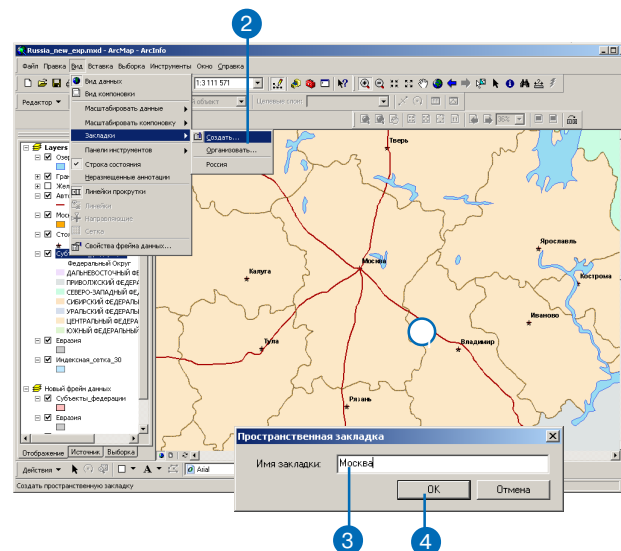 2
Russia_new_exp.mxd - ArcMap - ArcInfo
Файл Правка Вид Вставка Выборка Инструменты Окно Справка
1:3 111 571
Редактор
Целевые слои:
Вид данных
Вид компоновки
Масштабировать данные
Масштабировать компоновку
Закладки
Панели инструментов
Строка состояния
Неразмещенные аннотации
Линейки прокрутки
Линейки
Направляющие
Сетка
Свойства фрейма данных...
Создать...
Организовать...
Россия
36%
Layers
Федеральный Округ
ДАЛЬНЕВОСТОЧНЫЙ ФЕ
ПРИВОЛЖСКИЙ ФЕДЕРА
СЕВЕРО-ЗАПАДНЫЙ ФЕ
СИБИРСКИЙ ФЕДЕРАЛЬ
УРАЛЬСКИЙ ФЕДЕРАЛЬ
ЦЕНТРАЛЬНЫЙ ФЕДЕРА
ЮЖНЫЙ ФЕДЕРАЛЬНЫЙ
Евразия
Индексная_сетка_30
Новый фрейм данных
Субъекты_федерации
Евразия
Отображение Источник Выборка
Тверь
Ярославль
Кострома
Москва
Калуга
Иваново
Владимир
Тула
Рязань
Действия
A
Arial
Создать пространственную закладку
Пространственная закладка
Имя закладки:
Москва
OK
Отмена
3
4